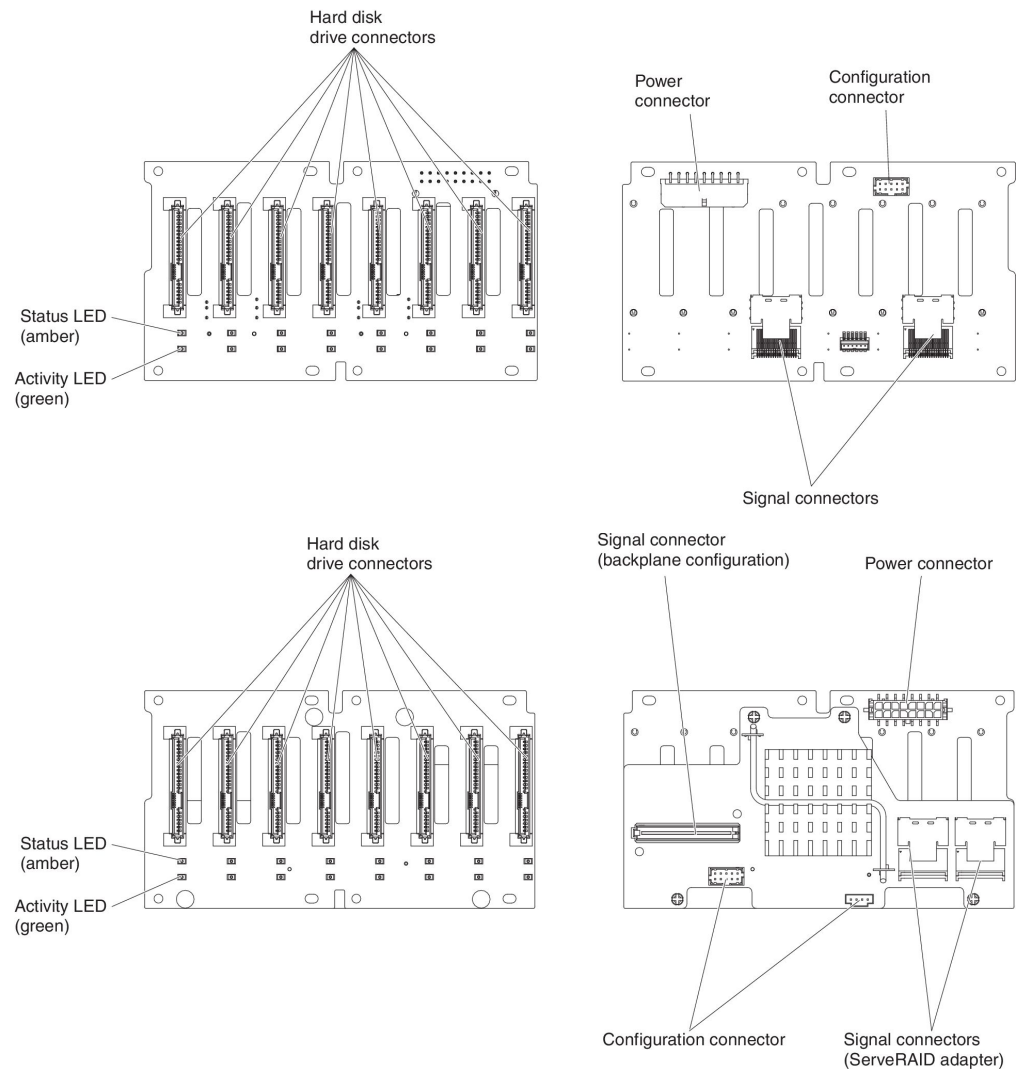 Hard disk
drive connectors
Power
connector
Configuration
connector
Status LED
(amber)
Activity LED
(green)
Signal connectors
Hard disk
drive connectors
Signal connector
(backplane configuration)
Power connector
Status LED
(amber)
Activity LED
(green)
Configuration connector
Signal connectors
(ServeRAID adapter)